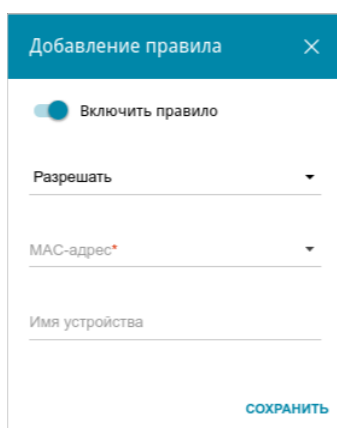 Добавление правила
Включить правило
Разрешать
MAC-адрес*
Имя устройства
СОХРАНИТЬ